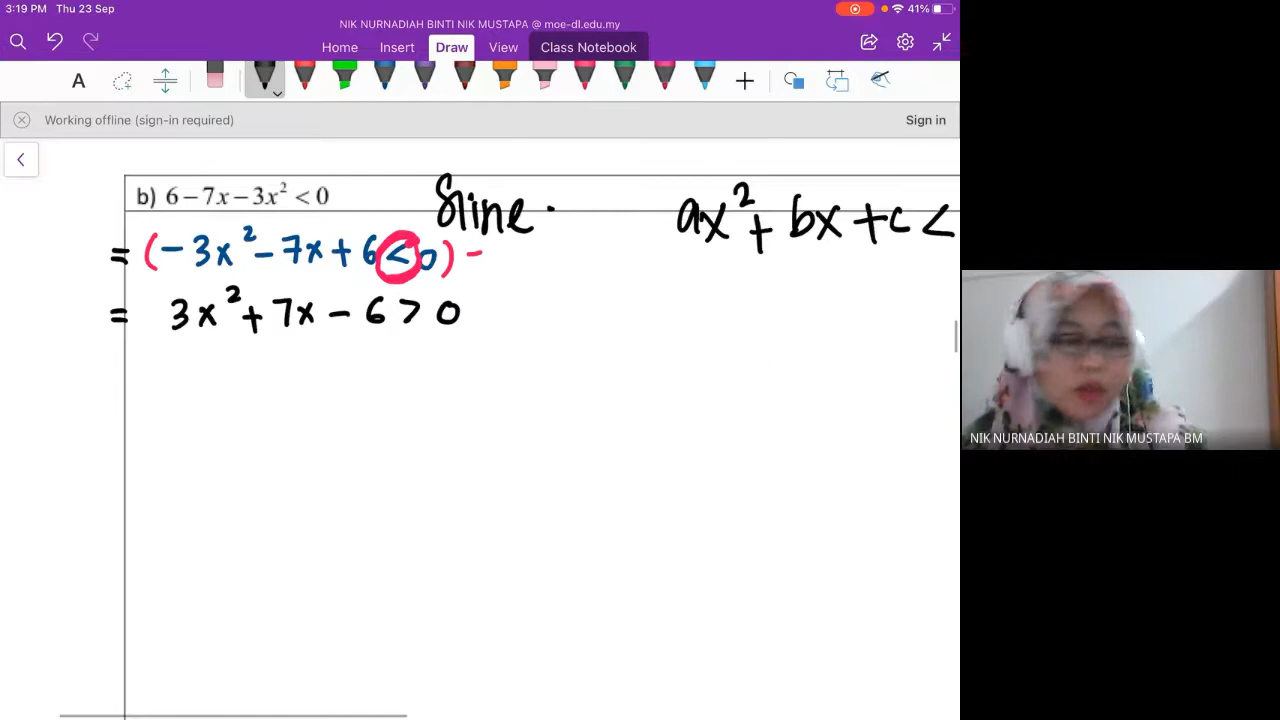 3:19 PM Thu 23 Sep
41%
NIK NURNADIAH BINTI NIK MUSTAPA @ moe-dl.edu.my
Home Insert Draw View Class Notebook
A
Working offline (sign-in required) Sign in
b) 6 − 7x − 3x² < 0
ax² + bx + c <
= (− 3x² − 7x + 6 < 0) −
= 3x² + 7x − 6 > 0
NIK NURNADIAH BINTI NIK MUSTAPA BM